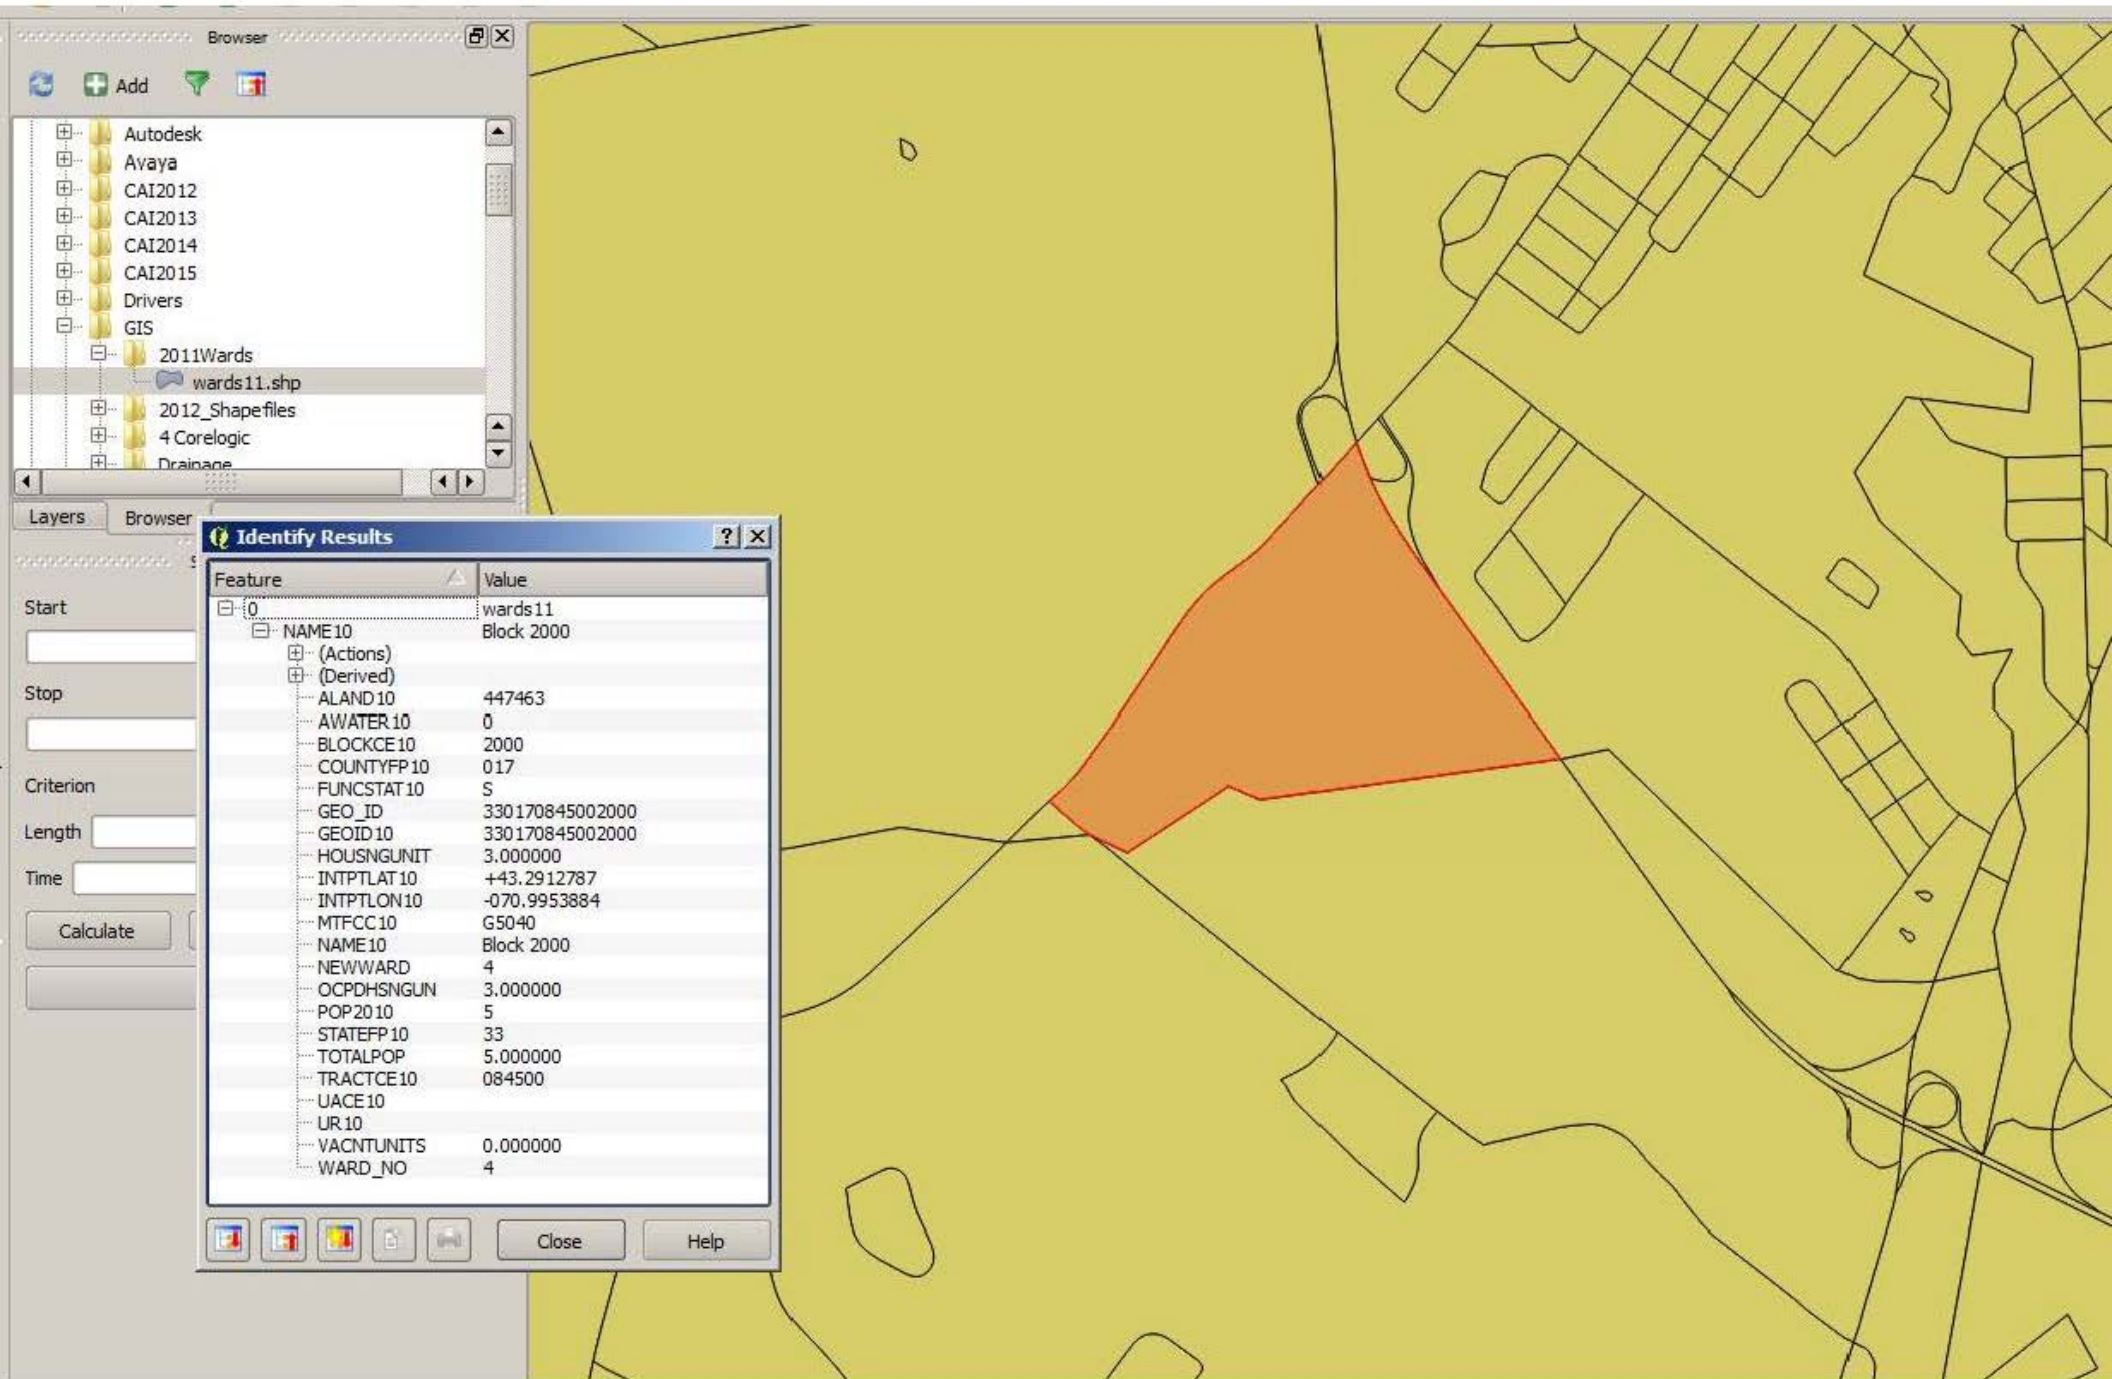 Browser
Add
Autodesk
Avaya
CAI2012
CAI2013
CAI2014
CAI2015
Drivers
GIS
2011Wards
wards11.shp
2012_Shapefiles
4 Corelogic
Drainage
Layers Browser
Start
Stop
Criterion
Length
Time
Calculate
Identify Results
Feature Value
0 wards11
NAME10 Block 2000
(Actions)
(Derived)
ALAND10 447463
AWATER10 0
BLOCKCE10 2000
COUNTYFP10 017
FUNCSTAT10 S
GEO_ID 330170845002000
GEOID10 330170845002000
HOUSNGUNIT 3.000000
INTPTLAT10 +43.2912787
INTPTLON10 -070.9953884
MTFCC10 G5040
NAME10 Block 2000
NEWWARD 4
OCPDHSNGUN 3.000000
POP2010 5
STATEFP10 33
TOTALPOP 5.000000
TRACTCE10 084500
UACE10
UR10
VACNTUNITS 0.000000
WARD_NO 4
Close Help